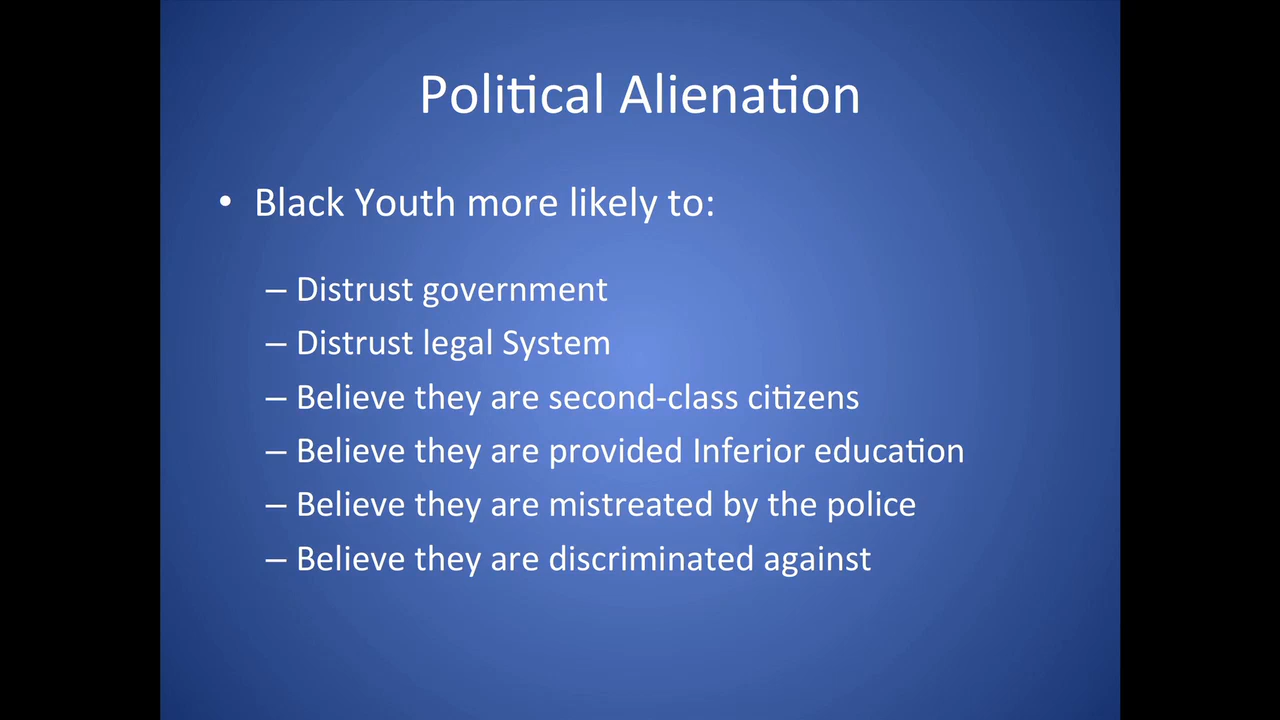 Political Alienation
• Black Youth more likely to:
– Distrust government
– Distrust legal System
– Believe they are second-class citizens
– Believe they are provided Inferior education
– Believe they are mistreated by the police
– Believe they are discriminated against